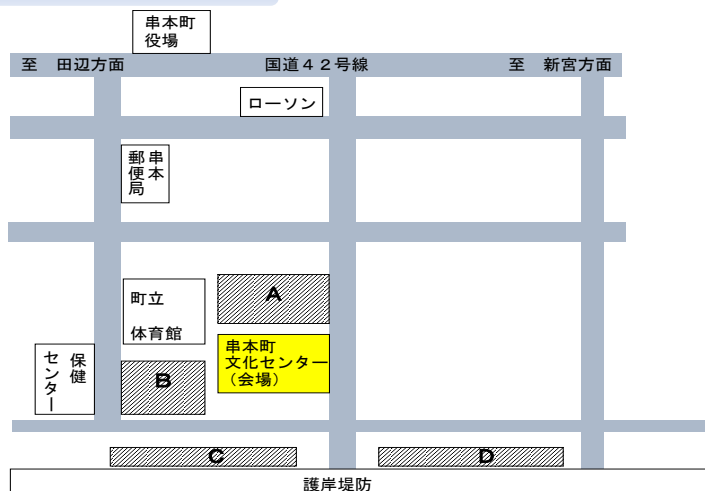 串本町
役場
至　田辺方面
国道４２号線
至　新宮方面
ローソン
串本
郵便局
町立
体育館
A
串本町
文化センター
（会場）
保健
センター
B
C
D
護岸堤防